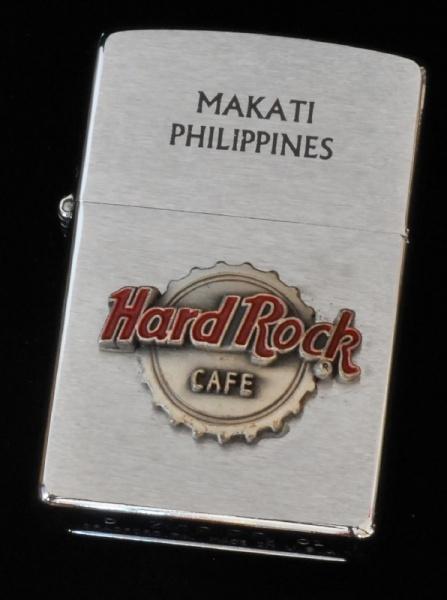 MAKATI
PHILIPPINES
Hard Rock
®
CAFE